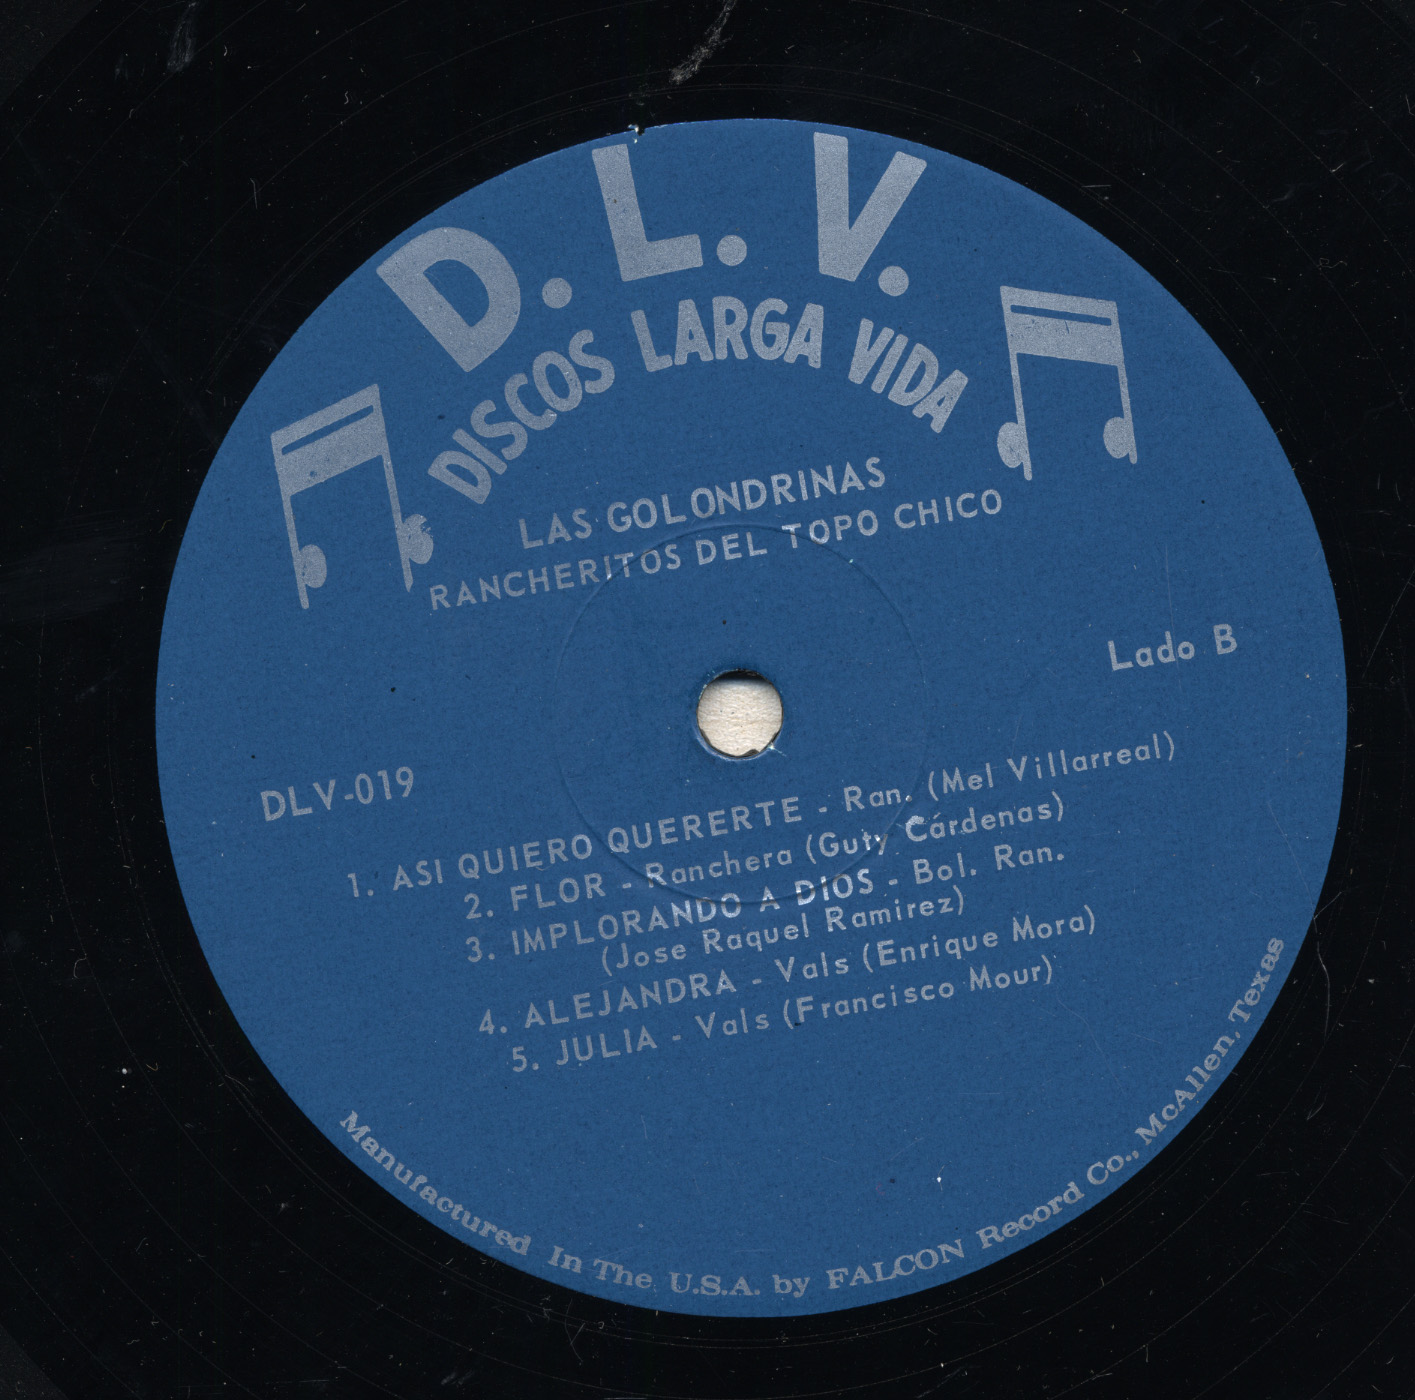 D. L. V.
DISCOS LARGA VIDA
LAS GOLONDRINAS
RANCHERITOS DEL TOPO CHICO
Lado B
DLV-019
1. ASI QUIERO QUERERTE - Ran. (Mel Villarreal)
2. FLOR - Ranchera (Guty Cárdenas)
3. IMPLORANDO A DIOS - Bol. Ran.
(Jose Raquel Ramirez)
4. ALEJANDRA - Vals (Enrique Mora)
5. JULIA - Vals (Francisco Mour)
Manufactured In The U.S.A. by FALCON Record Co., McAllen, Texas